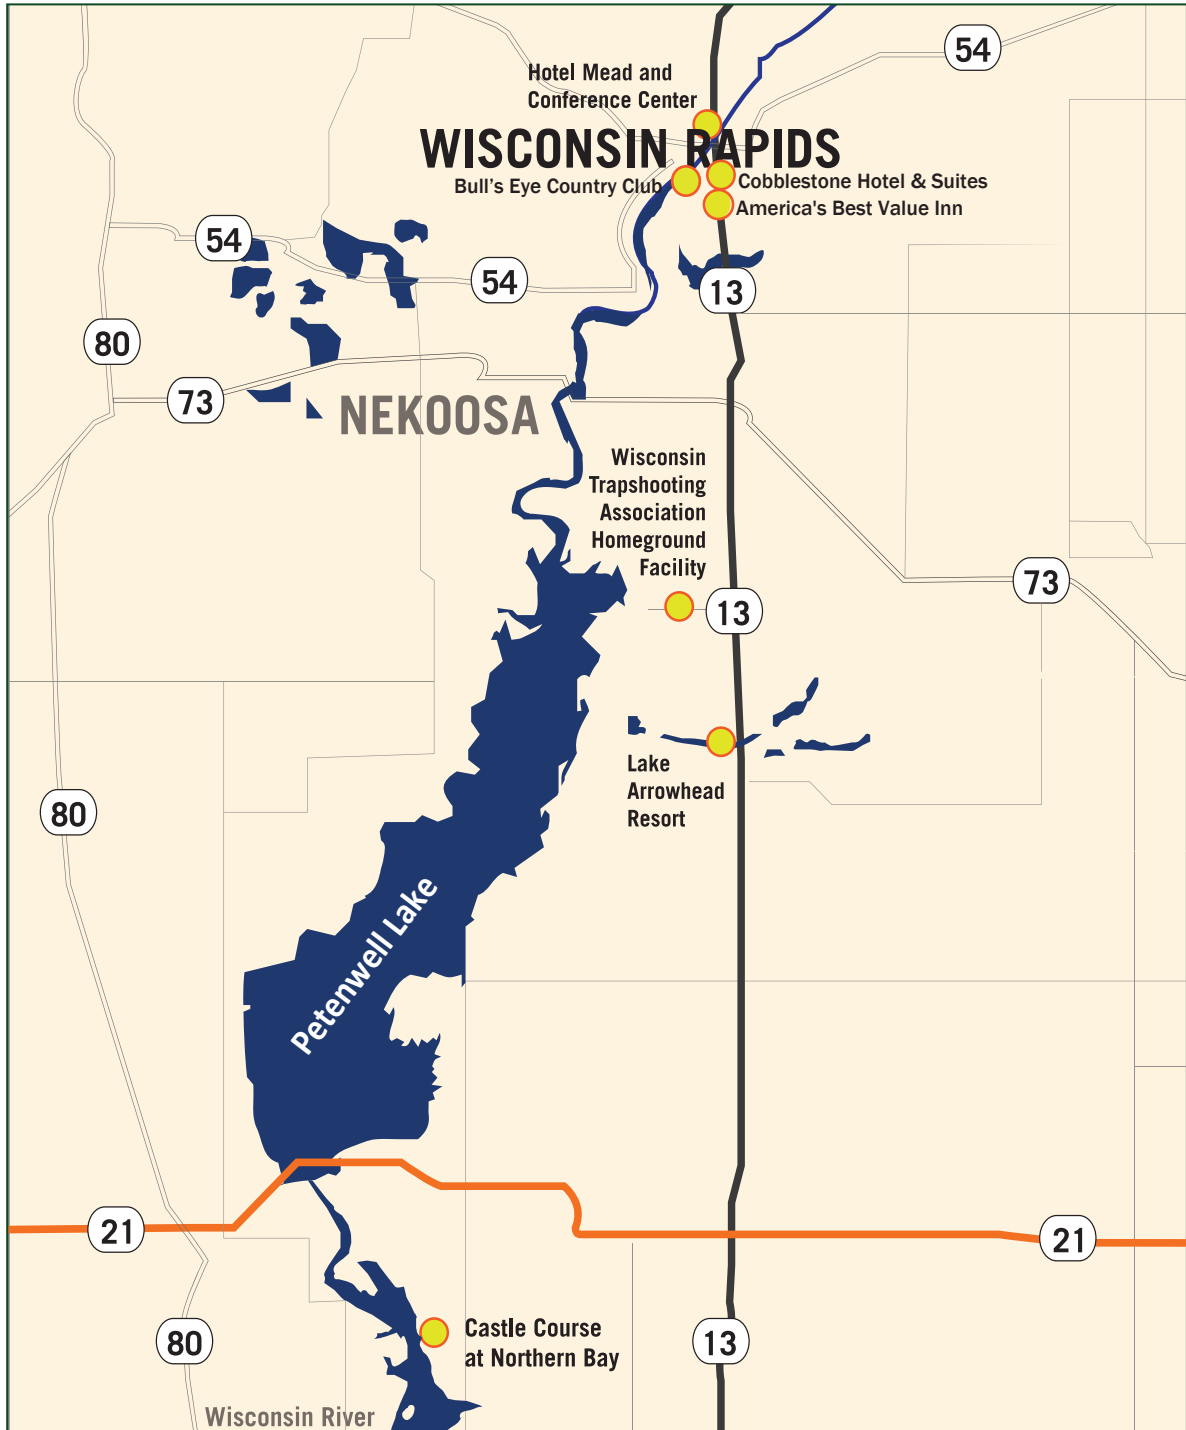 54
Hotel Mead and
Conference Center
WISCONSIN RAPIDS
Bull's Eye Country Club
Cobblestone Hotel & Suites
America's Best Value Inn
54
54
13
80
73
NEKOOSA
Wisconsin
Trapshooting
Association
Homeground
Facility
73
13
Lake
Arrowhead
Resort
80
Petenwell Lake
21
21
Castle Course
at Northern Bay
80
13
Wisconsin River